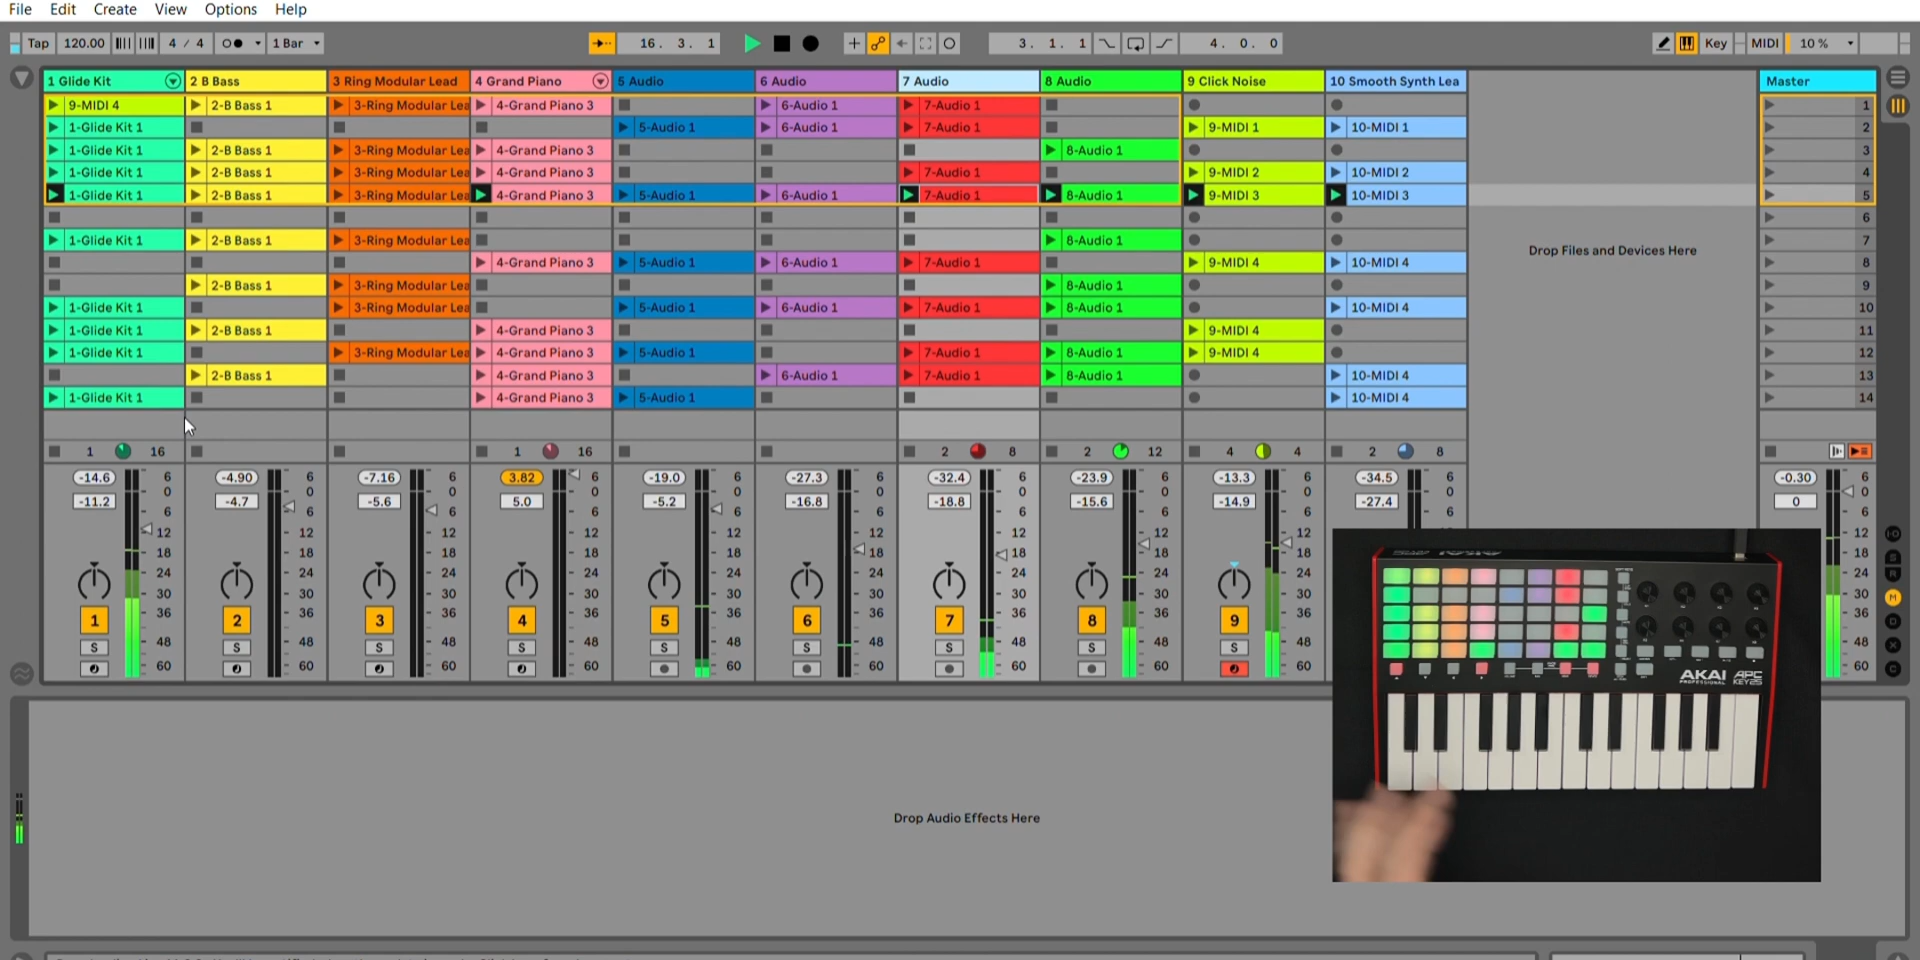 File Edit Create View Options Help
Tap 120.00 4 / 4 1 Bar 16. 3. 1 3. 1. 1 4. 0. 0 Key MIDI 10 %
1 Glide Kit 2 B Bass 3 Ring Modular Lead 4 Grand Piano 5 Audio 6 Audio 7 Audio 8 Audio 9 Click Noise 10 Smooth Synth Lea Master
9-MIDI 4 2-B Bass 1 3-Ring Modular Lea 4-Grand Piano 3 6-Audio 1 7-Audio 1 1
1-Glide Kit 1 5-Audio 1 6-Audio 1 7-Audio 1 9-MIDI 1 10-MIDI 1 2
1-Glide Kit 1 2-B Bass 1 3-Ring Modular Lea 4-Grand Piano 3 8-Audio 1 3
1-Glide Kit 1 2-B Bass 1 3-Ring Modular Lea 4-Grand Piano 3 7-Audio 1 9-MIDI 2 10-MIDI 2 4
1-Glide Kit 1 2-B Bass 1 3-Ring Modular Lea 4-Grand Piano 3 5-Audio 1 6-Audio 1 7-Audio 1 8-Audio 1 9-MIDI 3 10-MIDI 3 5
6
1-Glide Kit 1 2-B Bass 1 3-Ring Modular Lea 8-Audio 1 7
Drop Files and Devices Here
4-Grand Piano 3 5-Audio 1 6-Audio 1 7-Audio 1 9-MIDI 4 10-MIDI 4 8
2-B Bass 1 3-Ring Modular Lea 8-Audio 1 9
1-Glide Kit 1 3-Ring Modular Lea 5-Audio 1 6-Audio 1 7-Audio 1 8-Audio 1 10-MIDI 4 10
1-Glide Kit 1 2-B Bass 1 4-Grand Piano 3 9-MIDI 4 11
1-Glide Kit 1 3-Ring Modular Lea 4-Grand Piano 3 5-Audio 1 7-Audio 1 8-Audio 1 9-MIDI 4 12
2-B Bass 1 4-Grand Piano 3 6-Audio 1 7-Audio 1 8-Audio 1 10-MIDI 4 13
1-Glide Kit 1 4-Grand Piano 3 5-Audio 1 10-MIDI 4 14
1 16 1 16 2 8 2 12 4 4 2 8
-14.6 6 -4.90 6 -7.16 6 3.82 6 -19.0 6 -27.3 6 -32.4 6 -23.9 6 -13.3 6 -34.5 6 -0.30 6
0 0 0 0 0 0 0 0 0 0 0
-11.2 6 -4.7 6 -5.6 6 5.0 6 -5.2 6 -16.8 6 -18.8 6 -15.6 6 -14.9 6 -27.4 6 0 6
12 12 12 12 12 12 12 12 12 12
18 18 18 18 18 18 18 18 18 18
24 24 24 24 24 24 24 24 24 24
30 30 30 30 30 30 30 30 30 30
1 36 2 36 3 36 4 36 5 36 6 36 7 36 8 36 9 36 36
S 48 S 48 S 48 S 48 S 48 S 48 S 48 S 48 S 48 48
60 60 60 60 60 60 60 60 60 60
S
R
M
D
X
C
AKAI
PROFESSIONAL
APC
KEY25
Drop Audio Effects Here